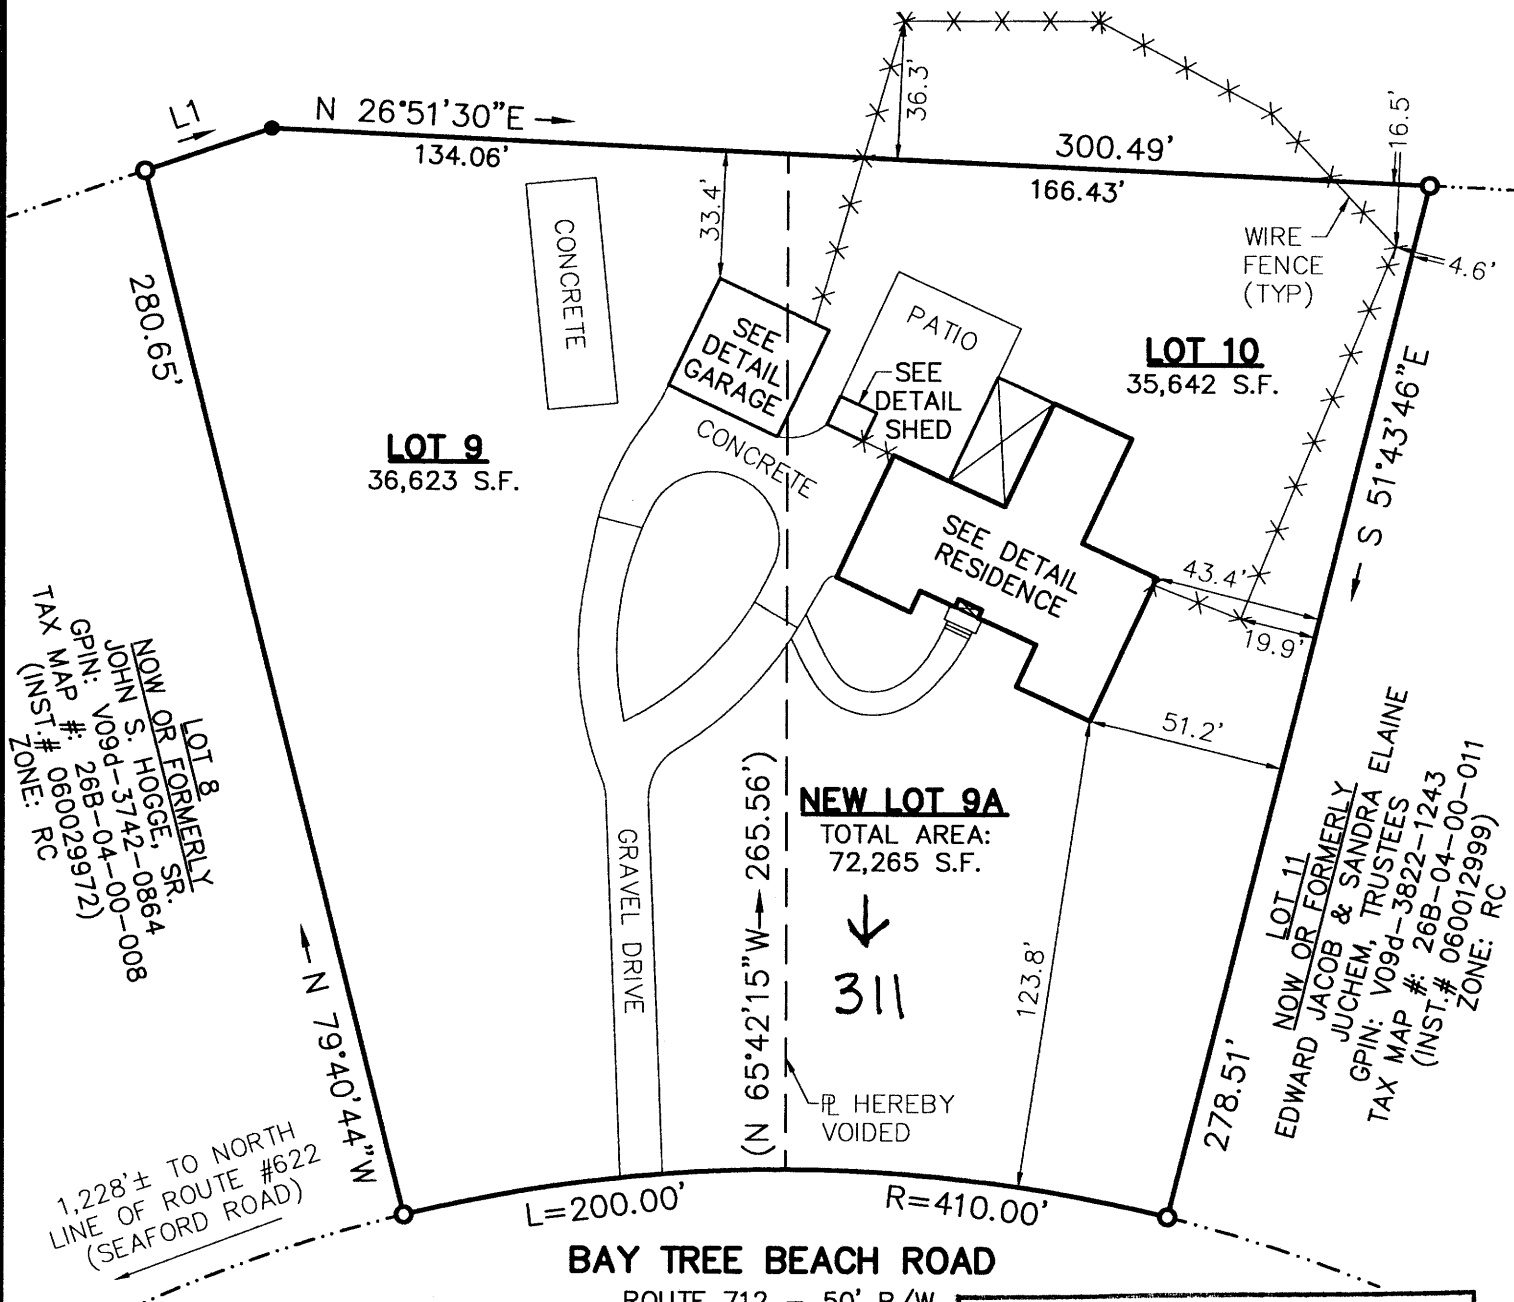 L1
N 26°51'30"E
134.06'
36.3'
300.49'
166.43'
16.5'
33.4'
CONCRETE
WIRE
FENCE
(TYP)
4.6'
280.65'
SEE
DETAIL
GARAGE
PATIO
SEE
DETAIL
SHED
LOT 10
35,642 S.F.
S 51°43'46"E
LOT 9
36,623 S.F.
CONCRETE
SEE DETAIL
RESIDENCE
43.4'
19.9'
51.2'
LOT 8
NOW OR FORMERLY
JOHN S. HOGGE, SR.
GPIN: V09d-3742-0864
TAX MAP #: 26B-04-00-008
(INST.# 060029972)
ZONE: RC
GRAVEL DRIVE
(N 65°42'15"W 265.56')
NEW LOT 9A
TOTAL AREA:
72,265 S.F.
311
123.8'
LOT 11
NOW OR FORMERLY
EDWARD JACOB & SANDRA ELAINE
JUCHEM, TRUSTEES
GPIN: V09d-3822-1243
TAX MAP #: 26B-04-00-011
(INST.# 060012999)
ZONE: RC
278.51'
N 79°40'44"W
℄ HEREBY
VOIDED
1,228'± TO NORTH
LINE OF ROUTE #622
(SEAFORD ROAD)
L=200.00'
R=410.00'
BAY TREE BEACH ROAD
ROUTE 712 - 50' R/W